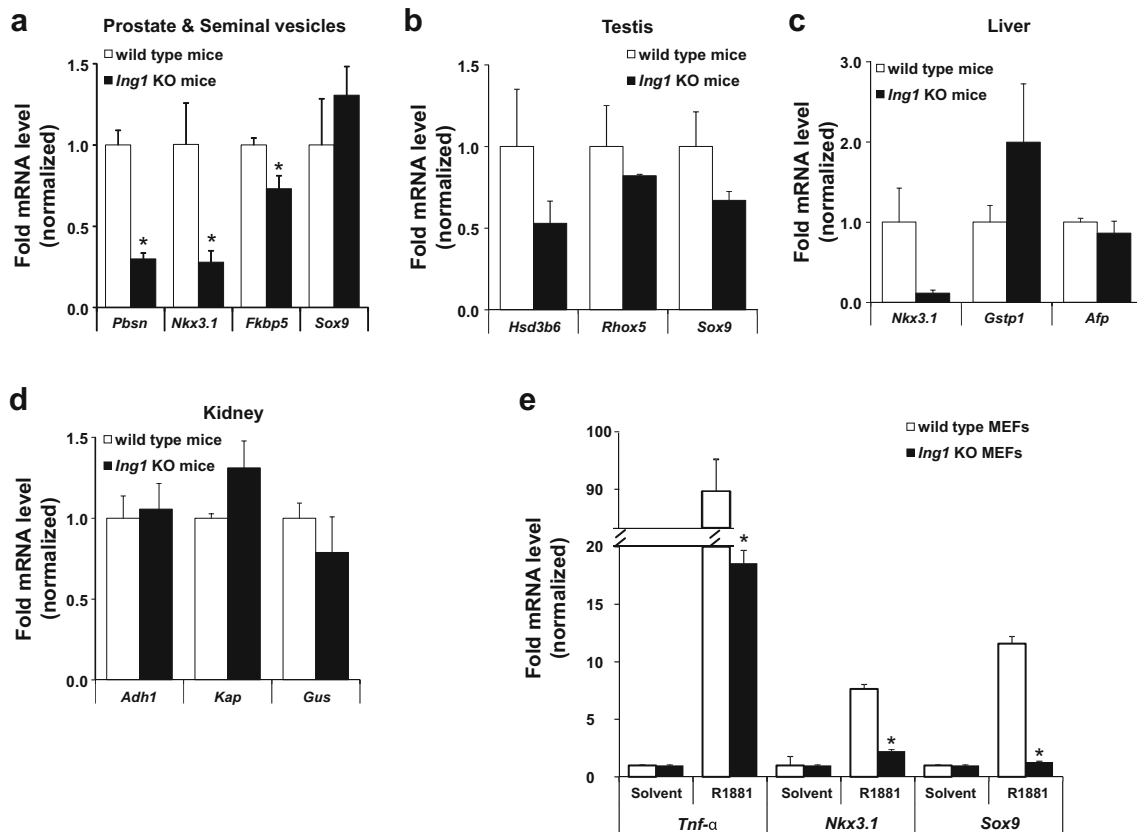 a
Prostate & Seminal vesicles
wild type mice
Ing1 KO mice
Fold mRNA level
(normalized)
1.5
1.0
0.5
0.0
*
*
*
Pbsn Nkx3.1 Fkbp5 Sox9
b
Testis
wild type mice
Ing1 KO mice
Fold mRNA level
(normalized)
1.5
1.0
0.5
0.0
Hsd3b6 Rhox5 Sox9
c
Liver
wild type mice
Ing1 KO mice
Fold mRNA level
(normalized)
3.0
2.0
1.0
0.0
Nkx3.1 Gstp1 Afp
d
Kidney
wild type mice
Ing1 KO mice
Fold mRNA level
(normalized)
1.5
1.0
0.5
0.0
Adh1 Kap Gus
e
wild type MEFs
Ing1 KO MEFs
Fold mRNA level
(normalized)
100
90
20
15
10
5
0
*
*
*
Solvent R1881 Solvent R1881 Solvent R1881
Tnf-α Nkx3.1 Sox9